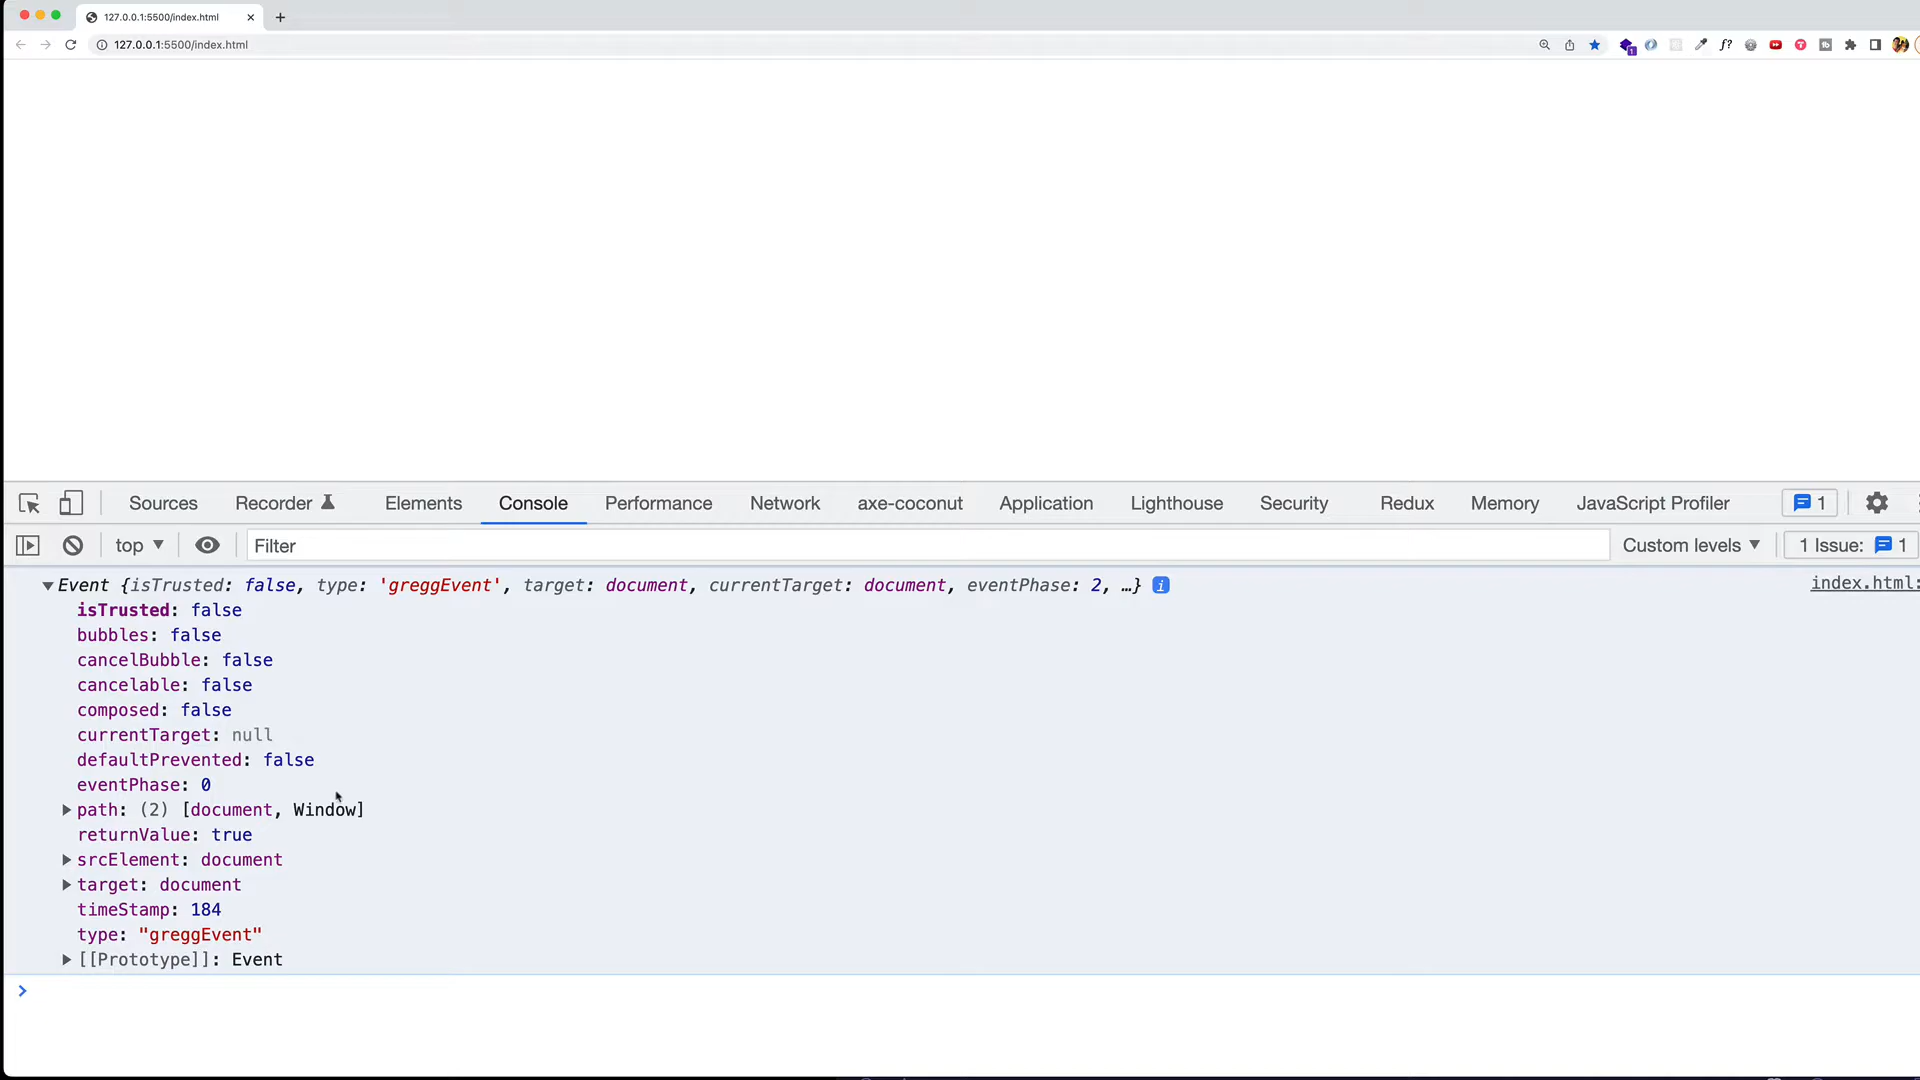 127.0.0.1:5500/index.html
127.0.0.1:5500/index.html
f?
1
Sources Recorder Elements Console Performance Network axe-coconut Application Lighthouse Security Redux Memory JavaScript Profiler 1
top Filter Custom levels 1 Issue: 1
Event {isTrusted: false, type: 'greggEvent', target: document, currentTarget: document, eventPhase: 2, …} i index.html:
isTrusted: false
bubbles: false
cancelBubble: false
cancelable: false
composed: false
currentTarget: null
defaultPrevented: false
eventPhase: 0
path: (2) [document, Window]
returnValue: true
srcElement: document
target: document
timeStamp: 184
type: "greggEvent"
[[Prototype]]: Event